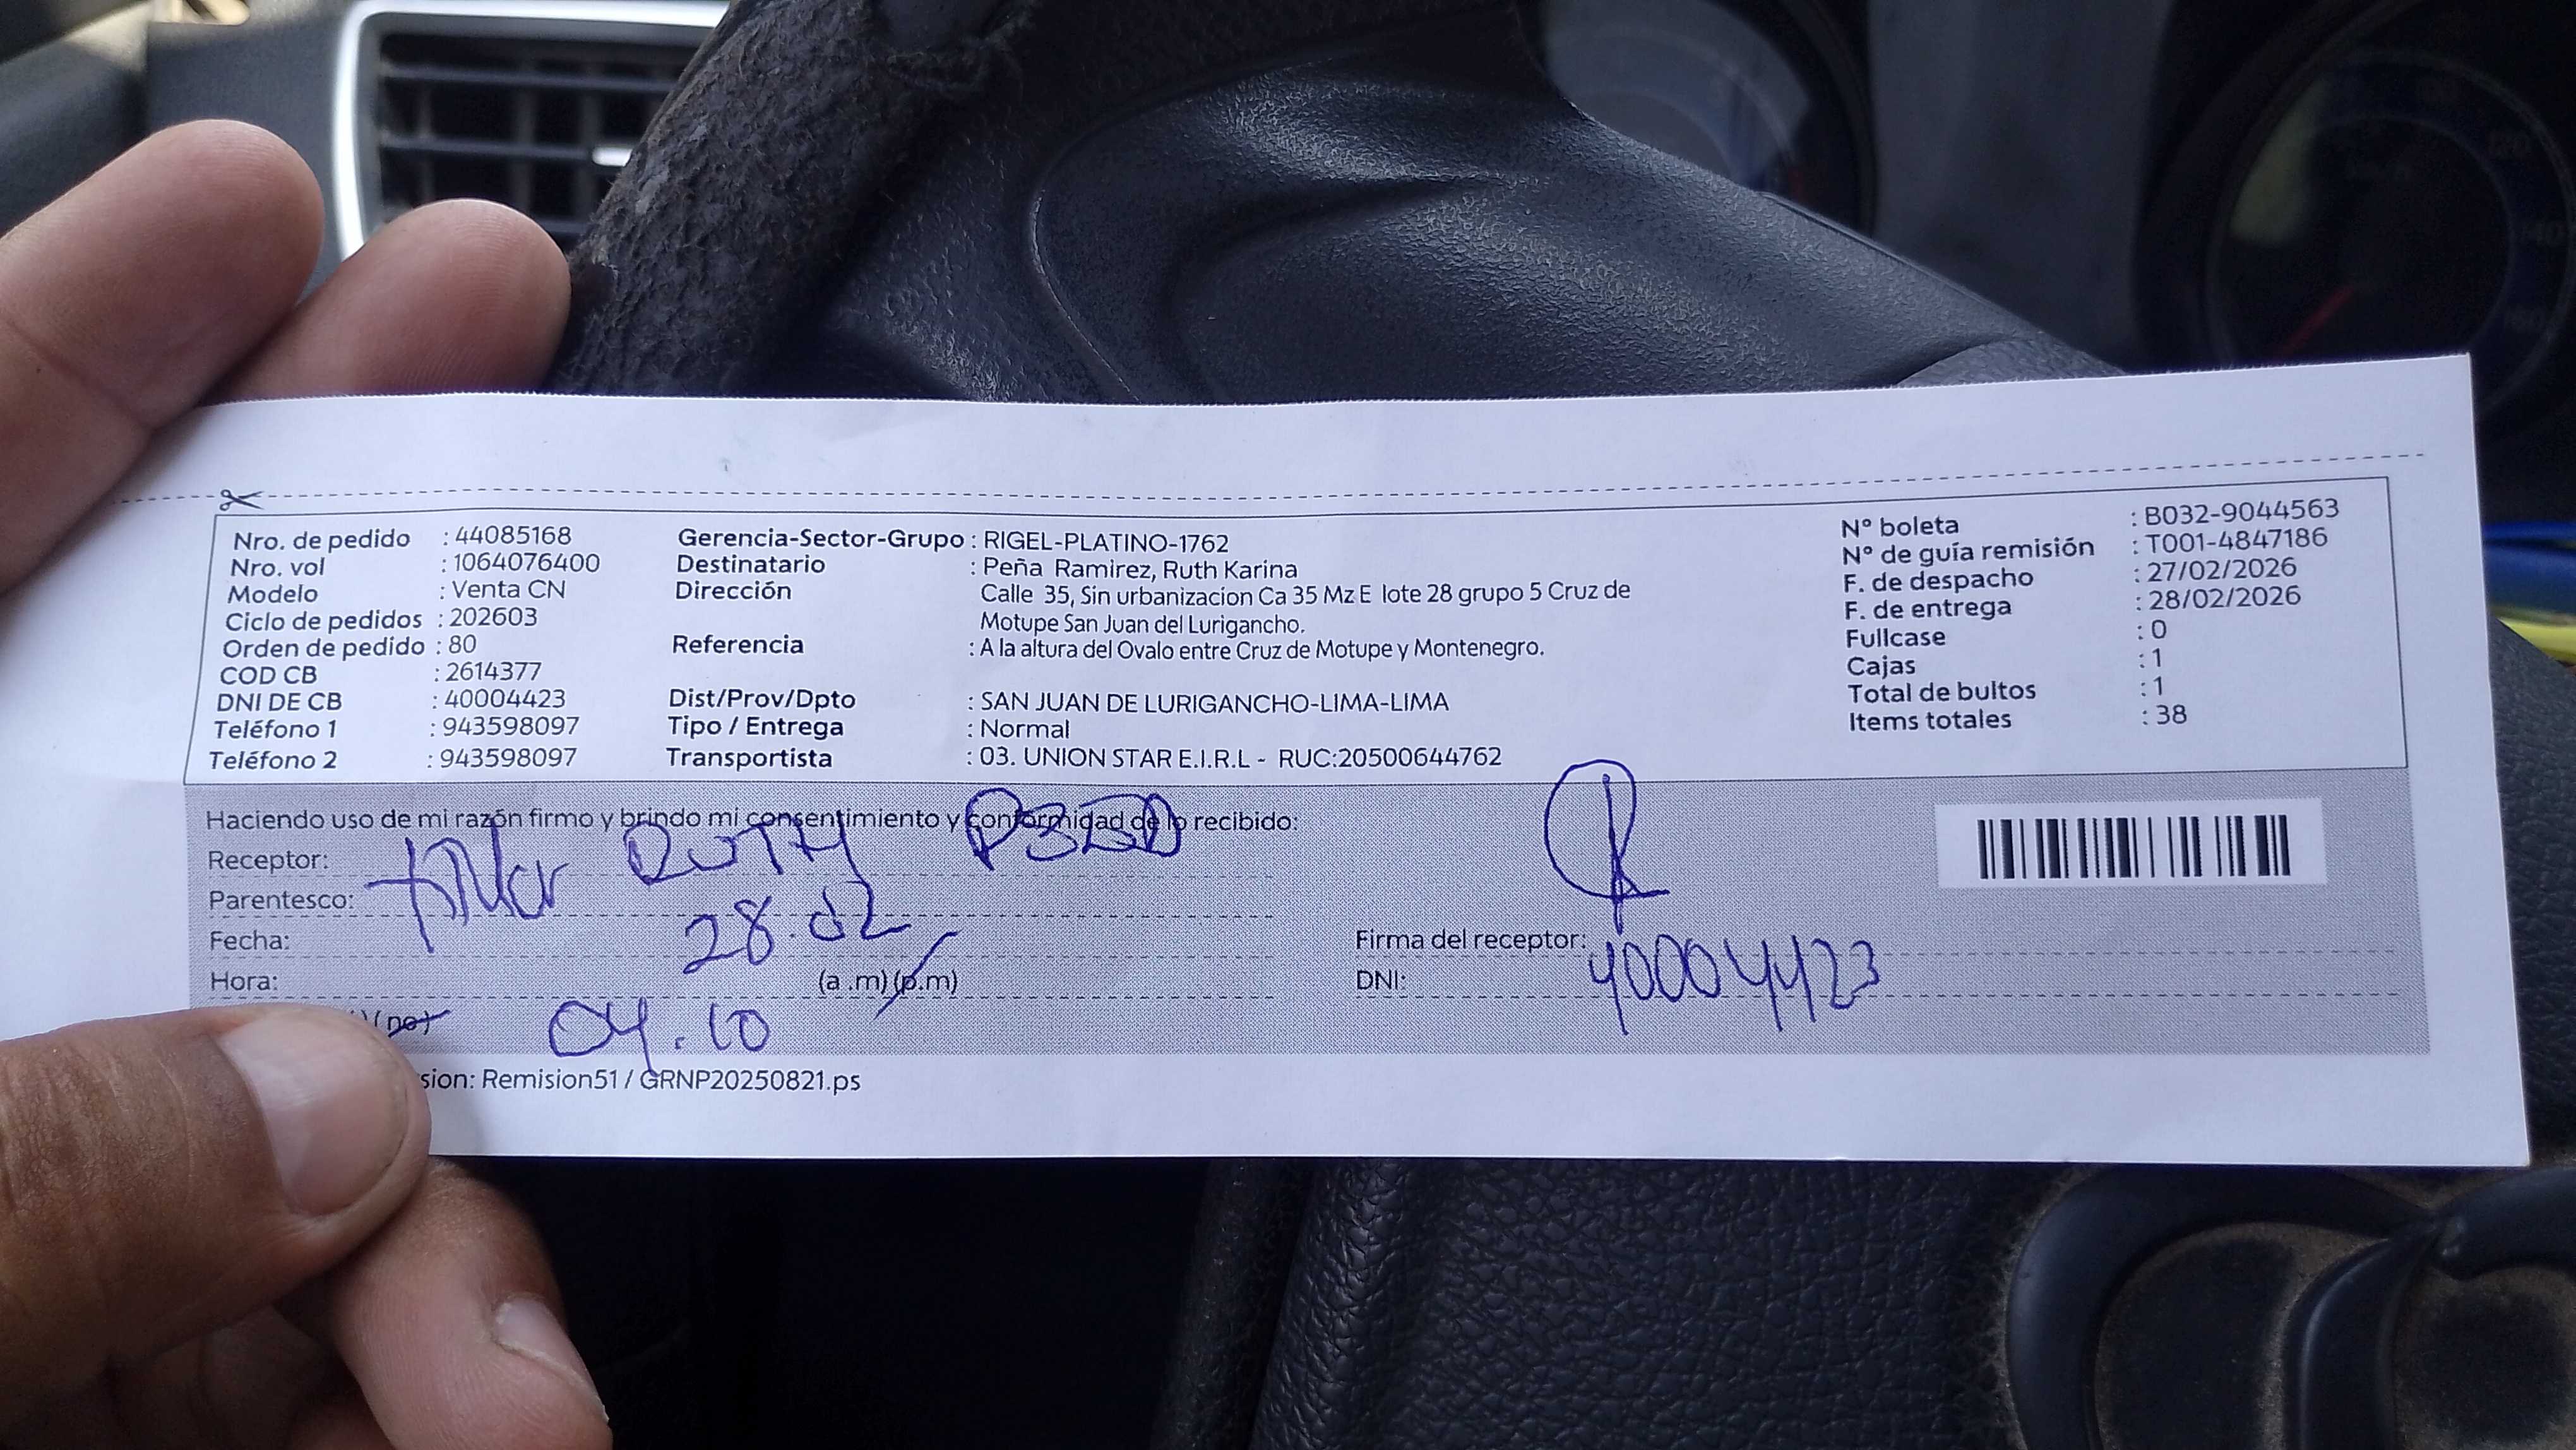 Nro. de pedido : 44085168
Nro. vol : 1064076400
Modelo : Venta CN
Ciclo de pedidos : 202603
Orden de pedido : 80
COD CB : 2614377
DNI DE CB : 40004423
Teléfono 1 : 943598097
Teléfono 2 : 943598097
Gerencia-Sector-Grupo : RIGEL-PLATINO-1762
Destinatario : Peña Ramirez, Ruth Karina
Dirección Calle 35, Sin urbanizacion Ca 35 Mz E lote 28 grupo 5 Cruz de
Motupe San Juan del Lurigancho.
Referencia : A la altura del Ovalo entre Cruz de Motupe y Montenegro.
Dist/Prov/Dpto : SAN JUAN DE LURIGANCHO-LIMA-LIMA
Tipo / Entrega : Normal
Transportista : 03. UNION STAR E.I.R.L - RUC:20500644762
N° boleta : B032-9044563
N° de guía remisión : T001-4847186
F. de despacho : 27/02/2026
F. de entrega : 28/02/2026
Fullcase : 0
Cajas : 1
Total de bultos : 1
Items totales : 38
Haciendo uso de mi razón firmo y brindo mi consentimiento y conformidad de lo recibido:
Receptor: RUTH
Parentesco:
Fecha: 28.02
Hora: (a.m) (p.m)
(no) 04.10
Firma del receptor:
DNI: 40004423
sion: Remision51 / GRNP20250821.ps